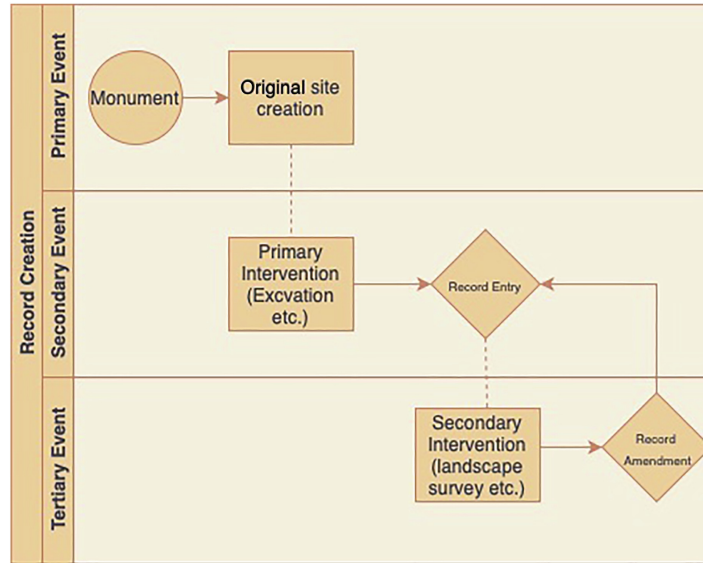 Record Creation
Primary Event
Monument
Original site
creation
Secondary Event
Primary
Intervention
(Excvation
etc.)
Record Entry
Tertiary Event
Secondary
Intervention
(landscape
survey etc.)
Record
Amendment